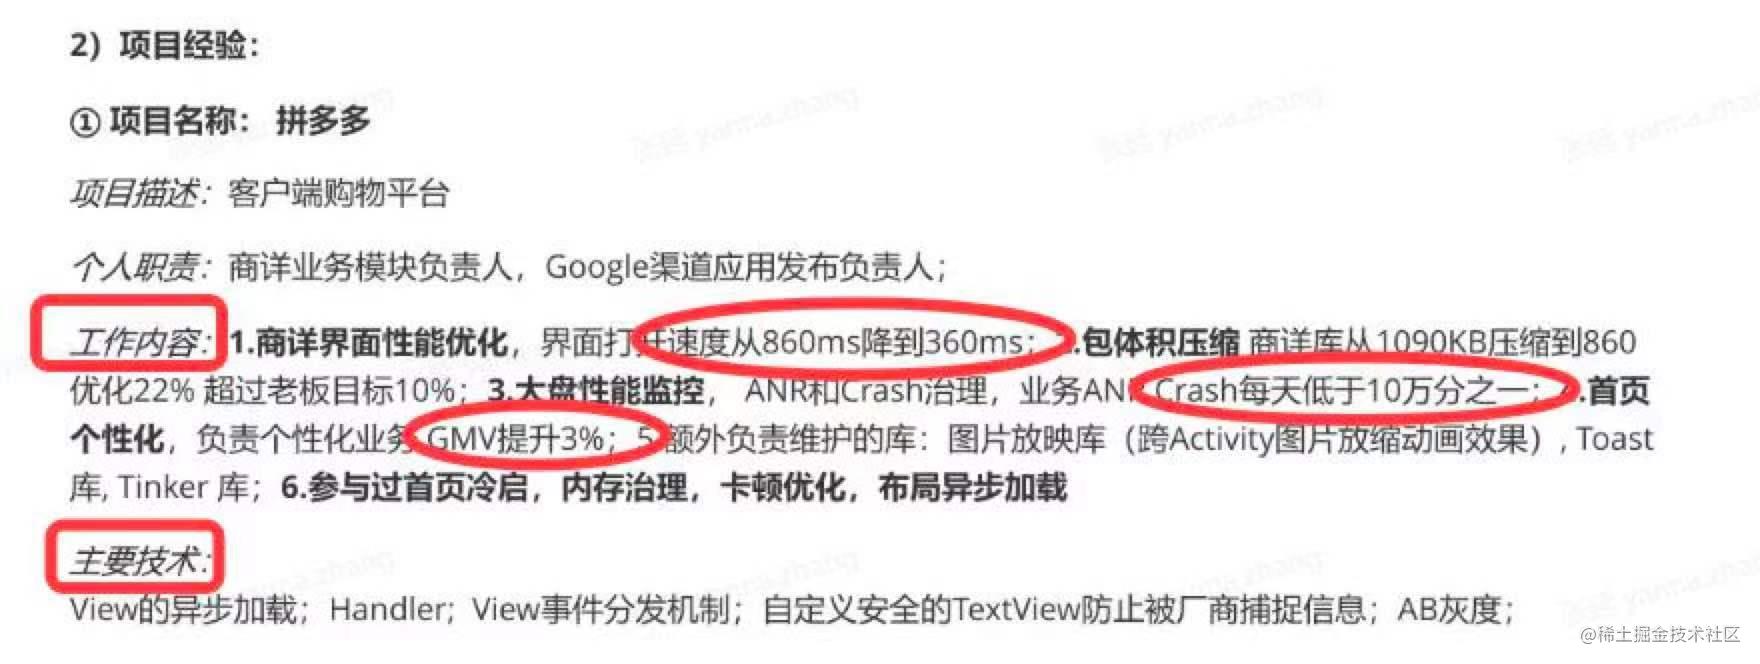 2）项目经验：
① 项目名称： 拼多多
项目描述：客户端购物平台
个人职责：商详业务模块负责人，Google渠道应用发布负责人；
工作内容：1.商详界面性能优化，界面打开速度从860ms降到360ms；2.包体积压缩 商详库从1090KB压缩到860
优化22% 超过老板目标10%；3.大盘性能监控， ANR和Crash治理，业务ANR Crash每天低于10万分之一；4.首页
个性化，负责个性化业务 GMV提升3%；5.额外负责维护的库：图片放映库（跨Activity图片放缩动画效果）, Toast
库, Tinker 库；6.参与过首页冷启，内存治理，卡顿优化，布局异步加载
主要技术：
View的异步加载；Handler；View事件分发机制；自定义安全的TextView防止被厂商捕捉信息；AB灰度；
@稀土掘金技术社区